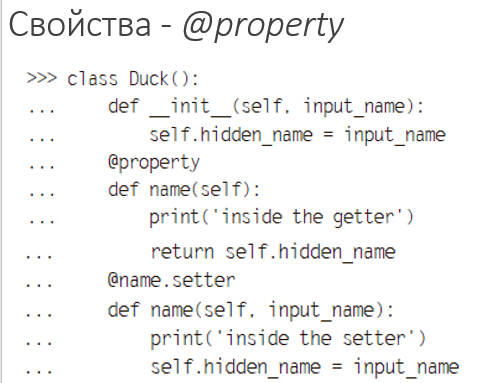 Свойства - @property
>>> class Duck():
...     def __init__(self, input_name):
...         self.hidden_name = input_name
...     @property
...     def name(self):
...         print('inside the getter')
...         return self.hidden_name
...     @name.setter
...     def name(self, input_name):
...         print('inside the setter')
...         self.hidden_name = input_name